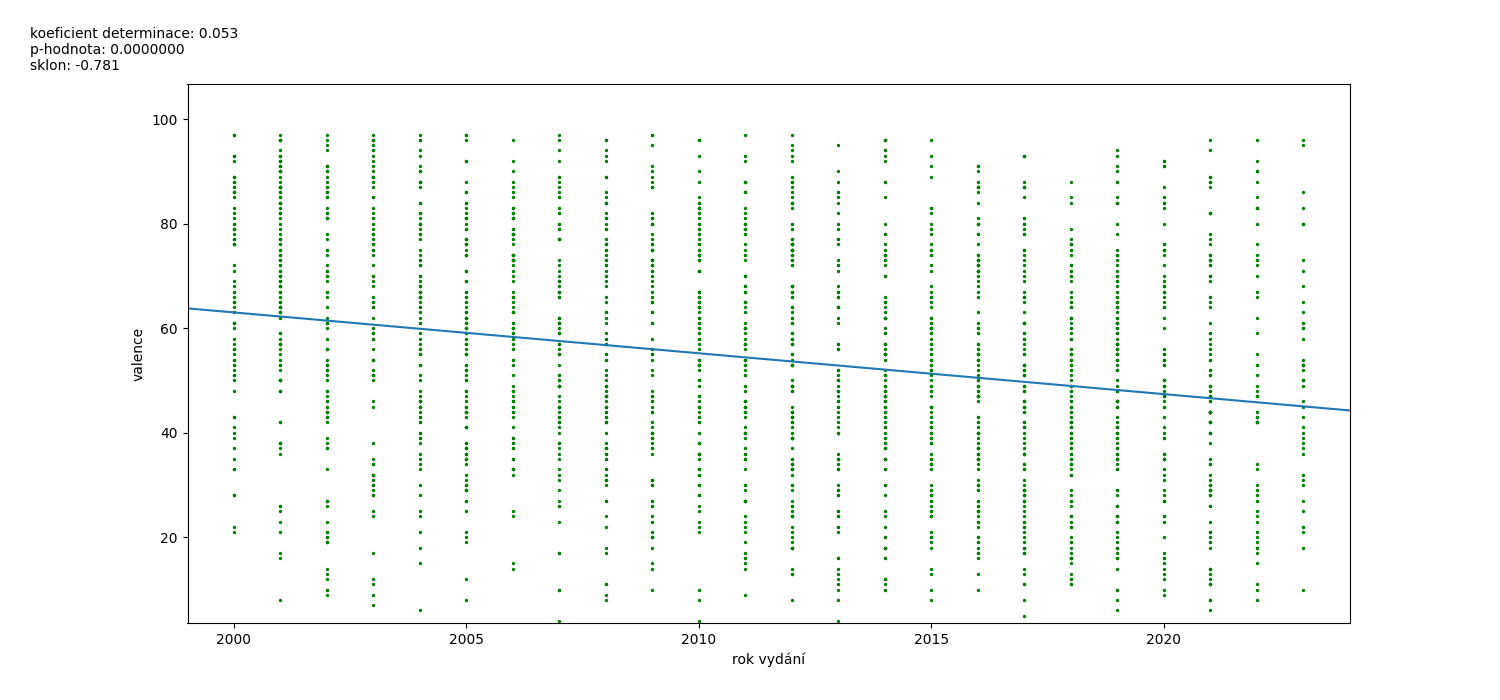 koeficient determinace: 0.053
p-hodnota: 0.0000000
sklon: -0.781
100
80
60
40
20
valence
2000
2005
2010
2015
2020
rok vydání